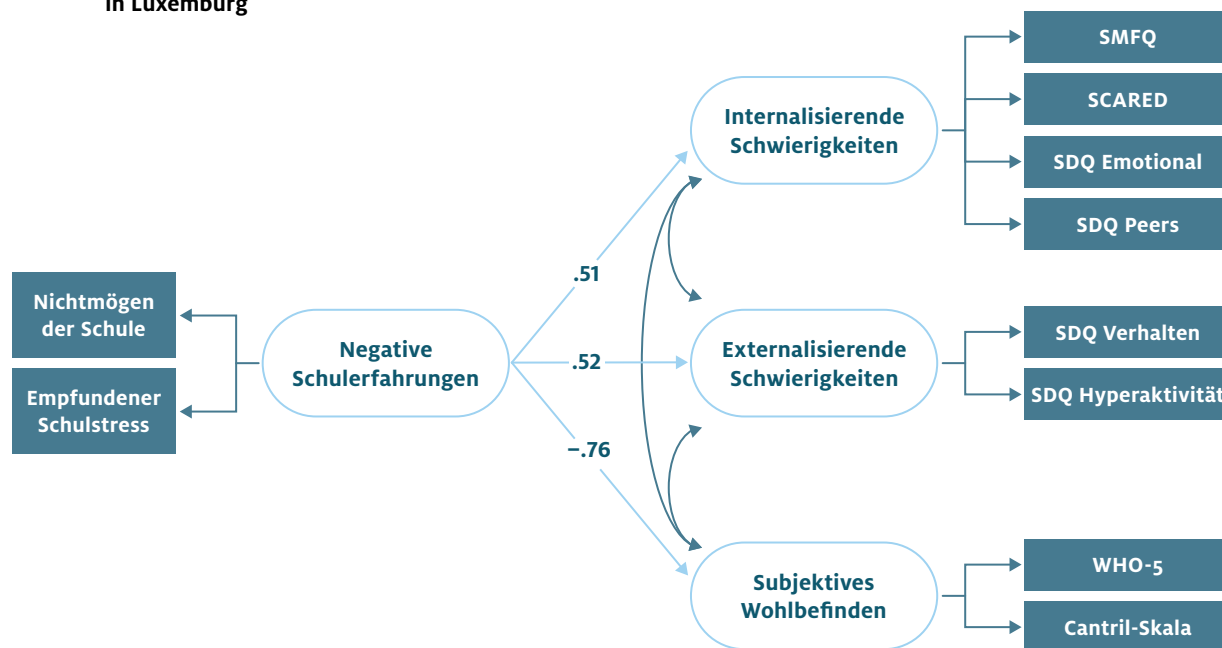 in Luxemburg
Nichtmögen
der Schule
Empfundener
Schulstress
Negative
Schulerfahrungen
.51
.52
–.76
Internalisierende
Schwierigkeiten
Externalisierende
Schwierigkeiten
Subjektives
Wohlbefinden
SMFQ
SCARED
SDQ Emotional
SDQ Peers
SDQ Verhalten
SDQ Hyperaktivität
WHO-5
Cantril-Skala